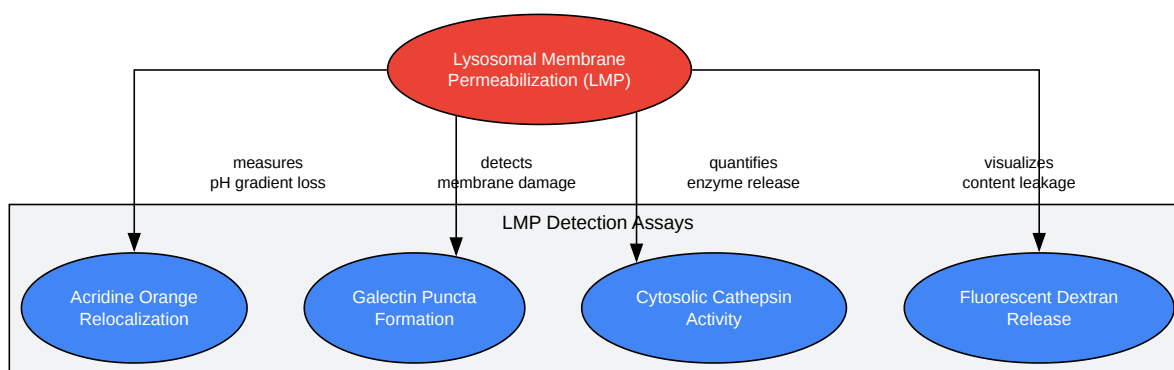 Lysosomal Membrane
Permeabilization (LMP)
measures
pH gradient loss
detects
membrane damage
quantifies
enzyme release
visualizes
content leakage
LMP Detection Assays
Acridine Orange
Relocalization
Galectin Puncta
Formation
Cytosolic Cathepsin
Activity
Fluorescent Dextran
Release